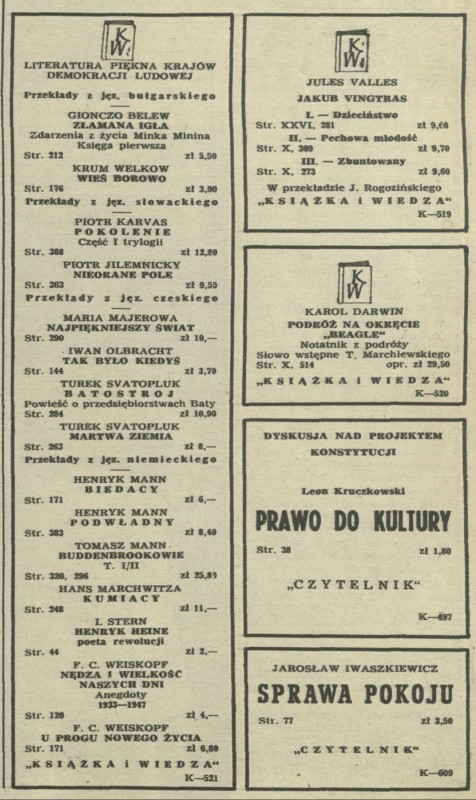 K. W.
LITERATURA PIĘKNA KRAJÓW
DEMOKRACJI LUDOWEJ
Przekłady z jęz. bułgarskiego
GIONCZO BELEW
ZŁAMANA IGŁA
Zdarzenia z życia Minka Minina
Księga pierwsza
Str. 212 zł 5,50
KRUM WELKOW
WIEŚ BOROWO
Str. 176 zł 3,90
Przekłady z jęz. słowackiego
PIOTR KARVAS
POKOLENIE
Część I trylogii
Str. 388 zł 12,80
PIOTR JILEMNICKY
NIEORANE POLE
Str. 363 zł 9,55
Przekłady z jęz. czeskiego
MARIA MAJEROWA
NAJPIĘKNIEJSZY ŚWIAT
Str. 290 zł 10,—
IWAN OLBRACHT
TAK BYŁO KIEDYŚ
Str. 144 zł 3,70
TUREK SVATOPLUK
BATOSTROJ
Powieść o przedsiębiorstwach Baty
Str. 284 zł 10,90
TUREK SVATOPLUK
MARTWA ZIEMIA
Str. 263 zł 8,—
Przekłady z jęz. niemieckiego
HENRYK MANN
BIEDACY
Str. 171 zł 6,—
HENRYK MANN
PODWŁADNY
Str. 383 zł 8,40
TOMASZ MANN
BUDDENBROOKOWIE
T. I/II
Str. 320, 296 zł 25,80
HANS MARCHWITZA
KUMIACY
Str. 248 zł 11,—
I. STERN
HENRYK HEINE
poeta rewolucji
Str. 44 zł 2,—
F. C. WEISKOPF
NĘDZA I WIELKOŚĆ
NASZYCH DNI
Anegdoty
1933—1947
Str. 120 zł 4,—
F. C. WEISKOPF
U PROGU NOWEGO ŻYCIA
Str. 171 zł 6,80
„KSIĄŻKA i WIEDZA"
K—521
K. W.
JULES VALLES
JAKUB VINGTRAS
I. — Dzieciństwo
Str. XXVI, 281 zł 9,60
II. — Pechowa młodość
Str. X, 309 zł 9,70
III. — Zbuntowany
Str. X, 273 zł 9,60
W przekładzie J. Rogozińskiego
„KSIĄŻKA i WIEDZA"
K—519
K W
KAROL DARWIN
PODRÓŻ NA OKRĘCIE
„BEAGLE"
Notatnik z podróży
Słowo wstępne T. Marchlewskiego
Str. X, 514 opr. zł 29,50
„KSIĄŻKA i WIEDZA"
K—520
DYSKUSJA NAD PROJEKTEM
KONSTYTUCJI
Leon Kruczkowski
PRAWO DO KULTURY
Str. 38 zł 1,80
„CZYTELNIK"
K—697
JAROSŁAW IWASZKIEWICZ
SPRAWA POKOJU
Str. 77 zł 3,50
„CZYTELNIK"
K—609